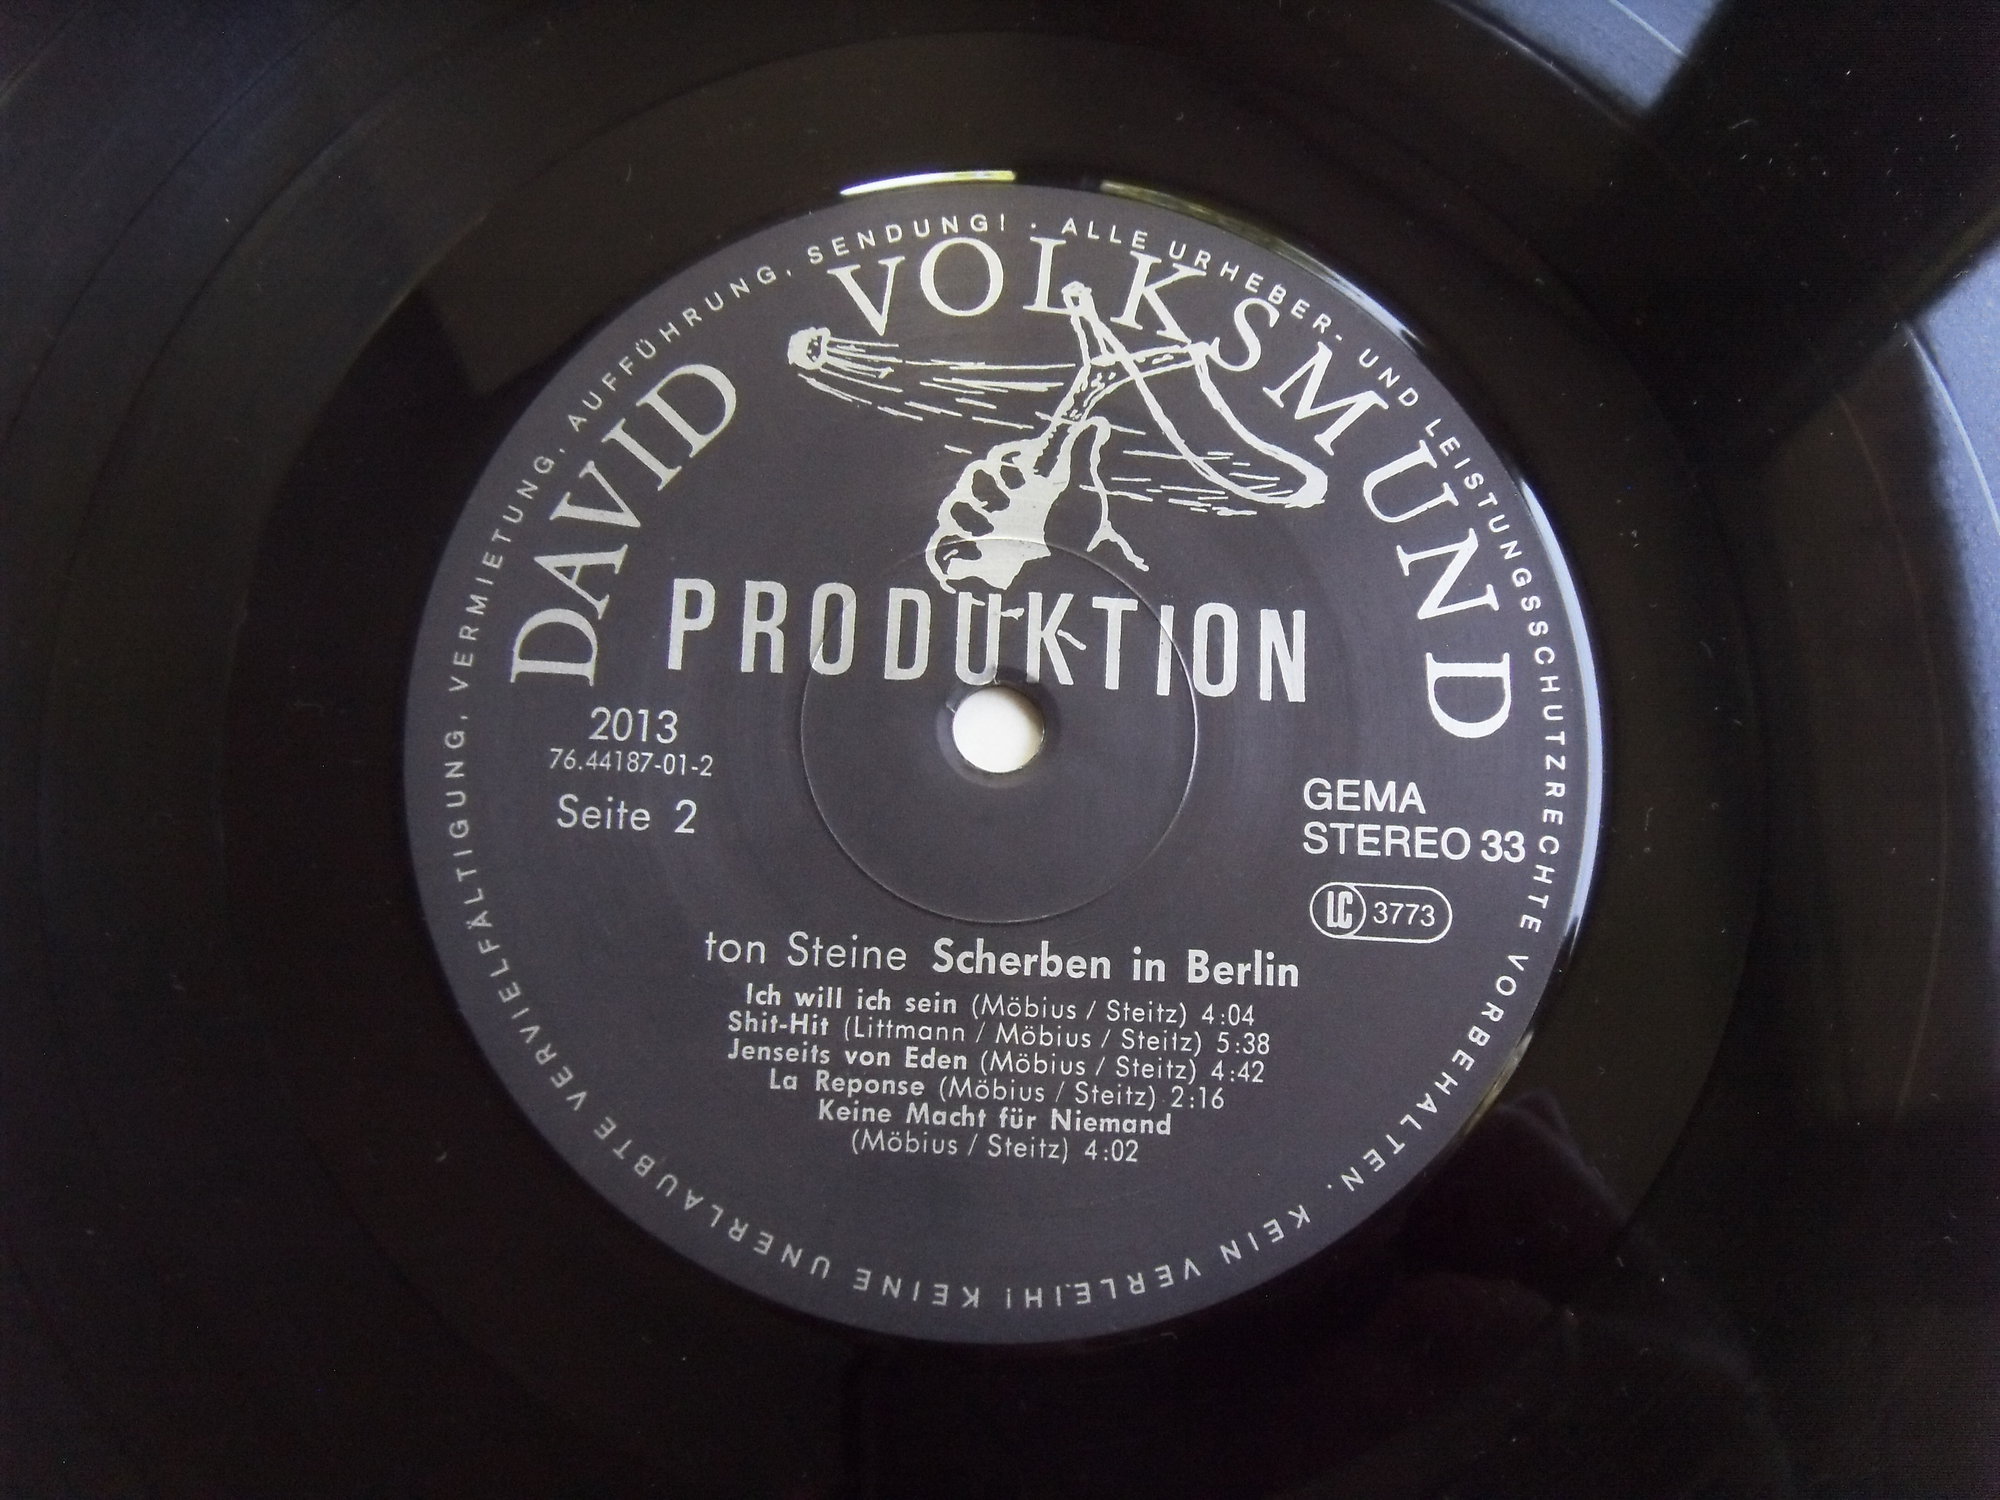 DAVID VOLKSMUND
PRODUKTION
2013
76.44187-01-2
Seite 2
GEMA
STEREO 33
LC 3773
ton Steine Scherben in Berlin
Ich will ich sein (Möbius / Steitz) 4:04
Shit-Hit (Littmann / Möbius / Steitz) 5:38
Jenseits von Eden (Möbius / Steitz) 4:42
La Reponse (Möbius / Steitz) 2:16
Keine Macht für Niemand
(Möbius / Steitz) 4:02
ALLE URHEBER- UND LEISTUNGSSCHUTZRECHTE VORBEHALTEN. KEIN VERLEIH! KEINE UNERLAUBTE VERVIELFÄLTIGUNG, VERMIETUNG, AUFFÜHRUNG, SENDUNG! ·